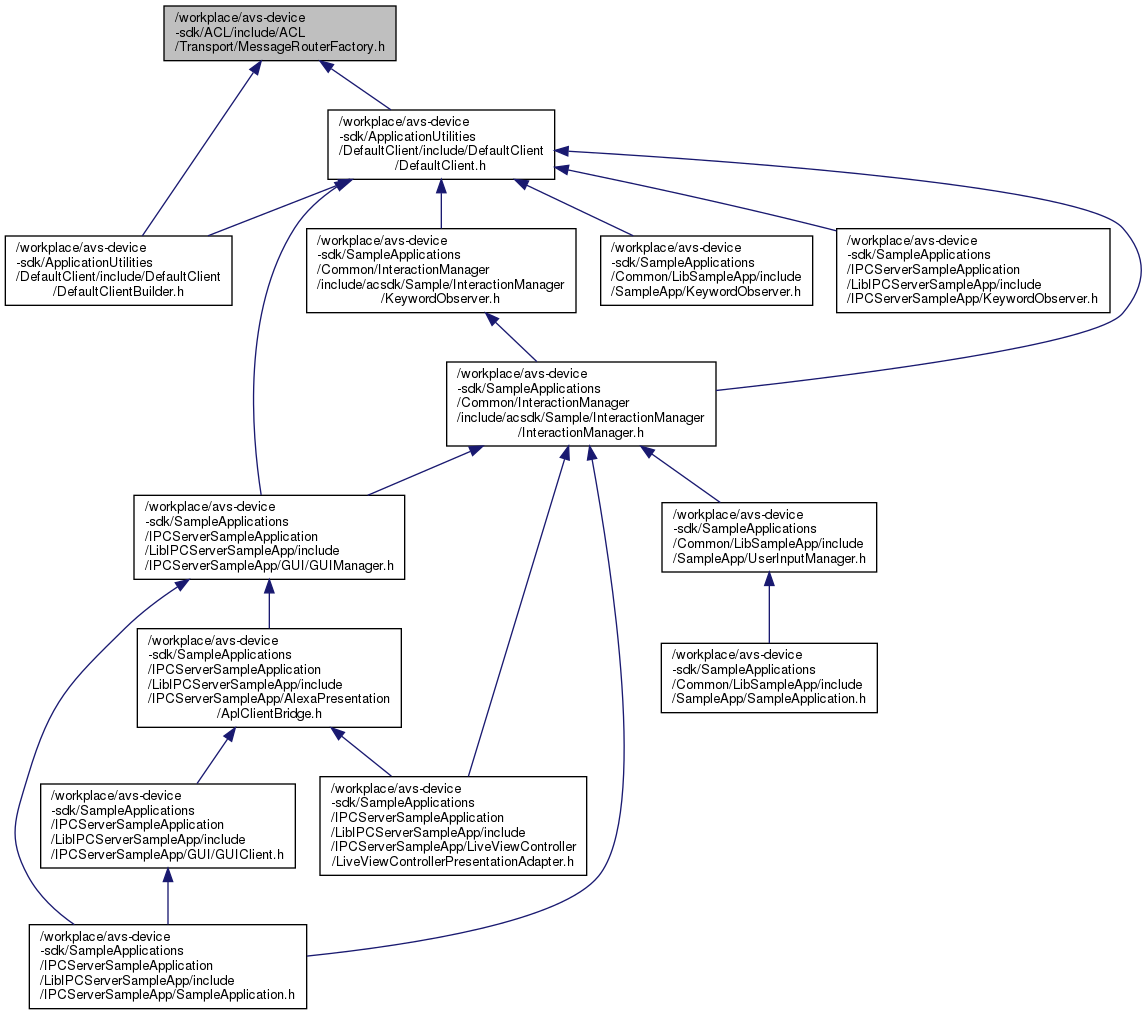 /workplace/avs-device
-sdk/ACL/include/ACL
/Transport/MessageRouterFactory.h
/workplace/avs-device
-sdk/ApplicationUtilities
/DefaultClient/include/DefaultClient
/DefaultClient.h
/workplace/avs-device
-sdk/ApplicationUtilities
/DefaultClient/include/DefaultClient
/DefaultClientBuilder.h
/workplace/avs-device
-sdk/SampleApplications
/Common/InteractionManager
/include/acsdk/Sample/InteractionManager
/KeywordObserver.h
/workplace/avs-device
-sdk/SampleApplications
/Common/LibSampleApp/include
/SampleApp/KeywordObserver.h
/workplace/avs-device
-sdk/SampleApplications
/IPCServerSampleApplication
/LibIPCServerSampleApp/include
/IPCServerSampleApp/KeywordObserver.h
/workplace/avs-device
-sdk/SampleApplications
/Common/InteractionManager
/include/acsdk/Sample/InteractionManager
/InteractionManager.h
/workplace/avs-device
-sdk/SampleApplications
/IPCServerSampleApplication
/LibIPCServerSampleApp/include
/IPCServerSampleApp/GUI/GUIManager.h
/workplace/avs-device
-sdk/SampleApplications
/Common/LibSampleApp/include
/SampleApp/UserInputManager.h
/workplace/avs-device
-sdk/SampleApplications
/IPCServerSampleApplication
/LibIPCServerSampleApp/include
/IPCServerSampleApp/AlexaPresentation
/AplClientBridge.h
/workplace/avs-device
-sdk/SampleApplications
/Common/LibSampleApp/include
/SampleApp/SampleApplication.h
/workplace/avs-device
-sdk/SampleApplications
/IPCServerSampleApplication
/LibIPCServerSampleApp/include
/IPCServerSampleApp/GUI/GUIClient.h
/workplace/avs-device
-sdk/SampleApplications
/IPCServerSampleApplication
/LibIPCServerSampleApp/include
/IPCServerSampleApp/LiveViewController
/LiveViewControllerPresentationAdapter.h
/workplace/avs-device
-sdk/SampleApplications
/IPCServerSampleApplication
/LibIPCServerSampleApp/include
/IPCServerSampleApp/SampleApplication.h